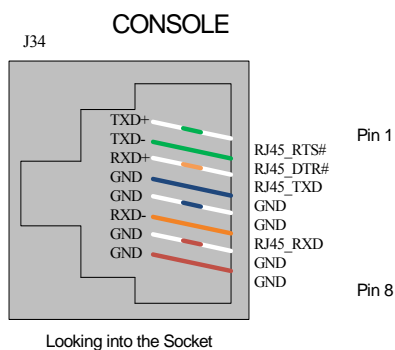 CONSOLE
J34
TXD+
TXD-
RXD+
GND
GND
RXD-
GND
GND
Pin 1
RJ45_RTS#
RJ45_DTR#
RJ45_TXD
GND
GND
RJ45_RXD
GND
GND
Pin 8
Looking into the Socket